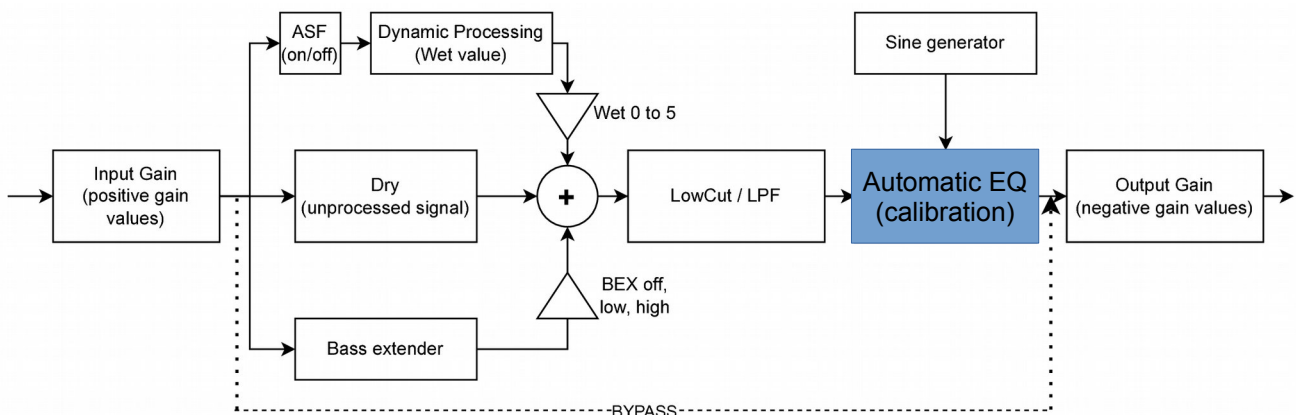 ASF
(on/off)
Dynamic Processing
(Wet value)
Sine generator
Wet 0 to 5
Input Gain
(positive gain
values)
Dry
(unprocessed signal)
+
LowCut / LPF
Automatic EQ
(calibration)
Output Gain
(negative gain values)
BEX off,
low, high
Bass extender
BYPASS